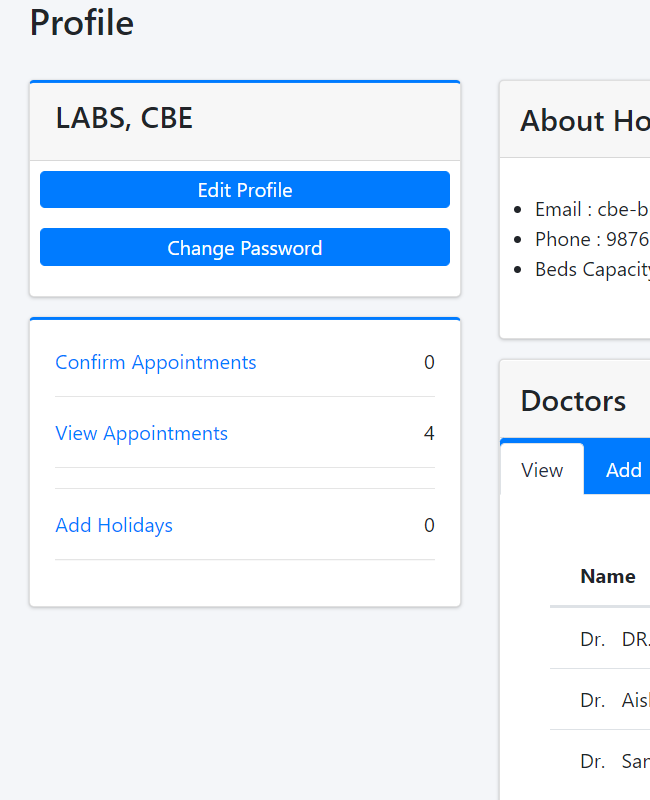 Profile
LABS, CBE
Edit Profile
Change Password
Confirm Appointments 0
View Appointments 4
Add Holidays 0
About Ho
Email : cbe-b
Phone : 9876
Beds Capacity
Doctors
View Add
Name
Dr. DR.
Dr. Aish
Dr. San